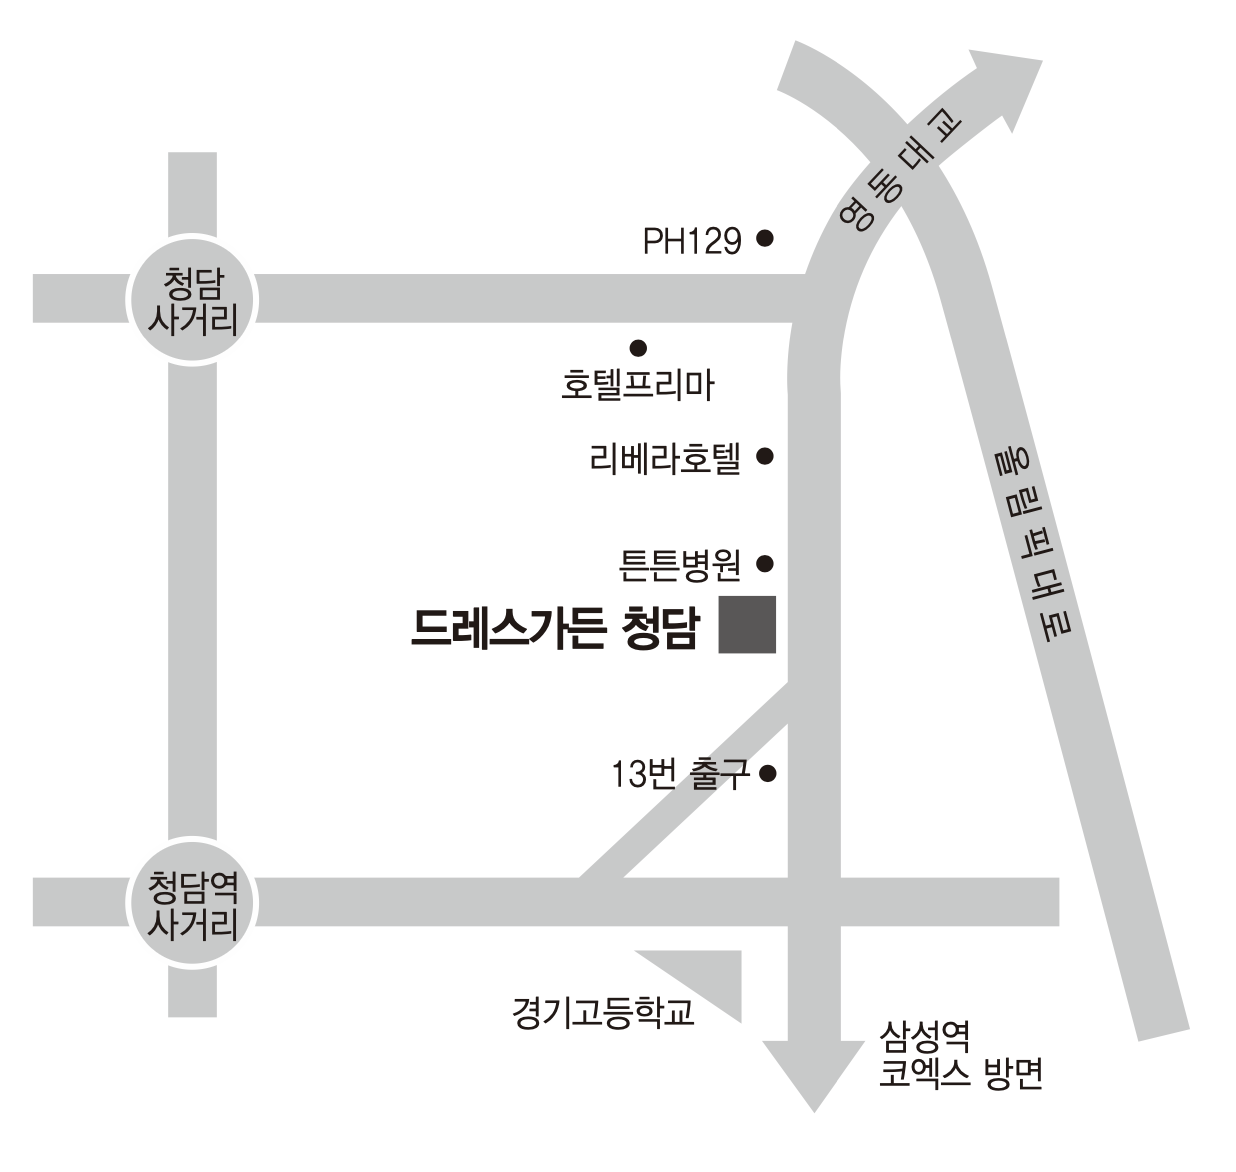 영동대교
PH129
청담
사거리
호텔프리마
리베라호텔
올림픽대로
튼튼병원
드레스가든 청담
13번 출구
청담역
사거리
경기고등학교
삼성역
코엑스 방면